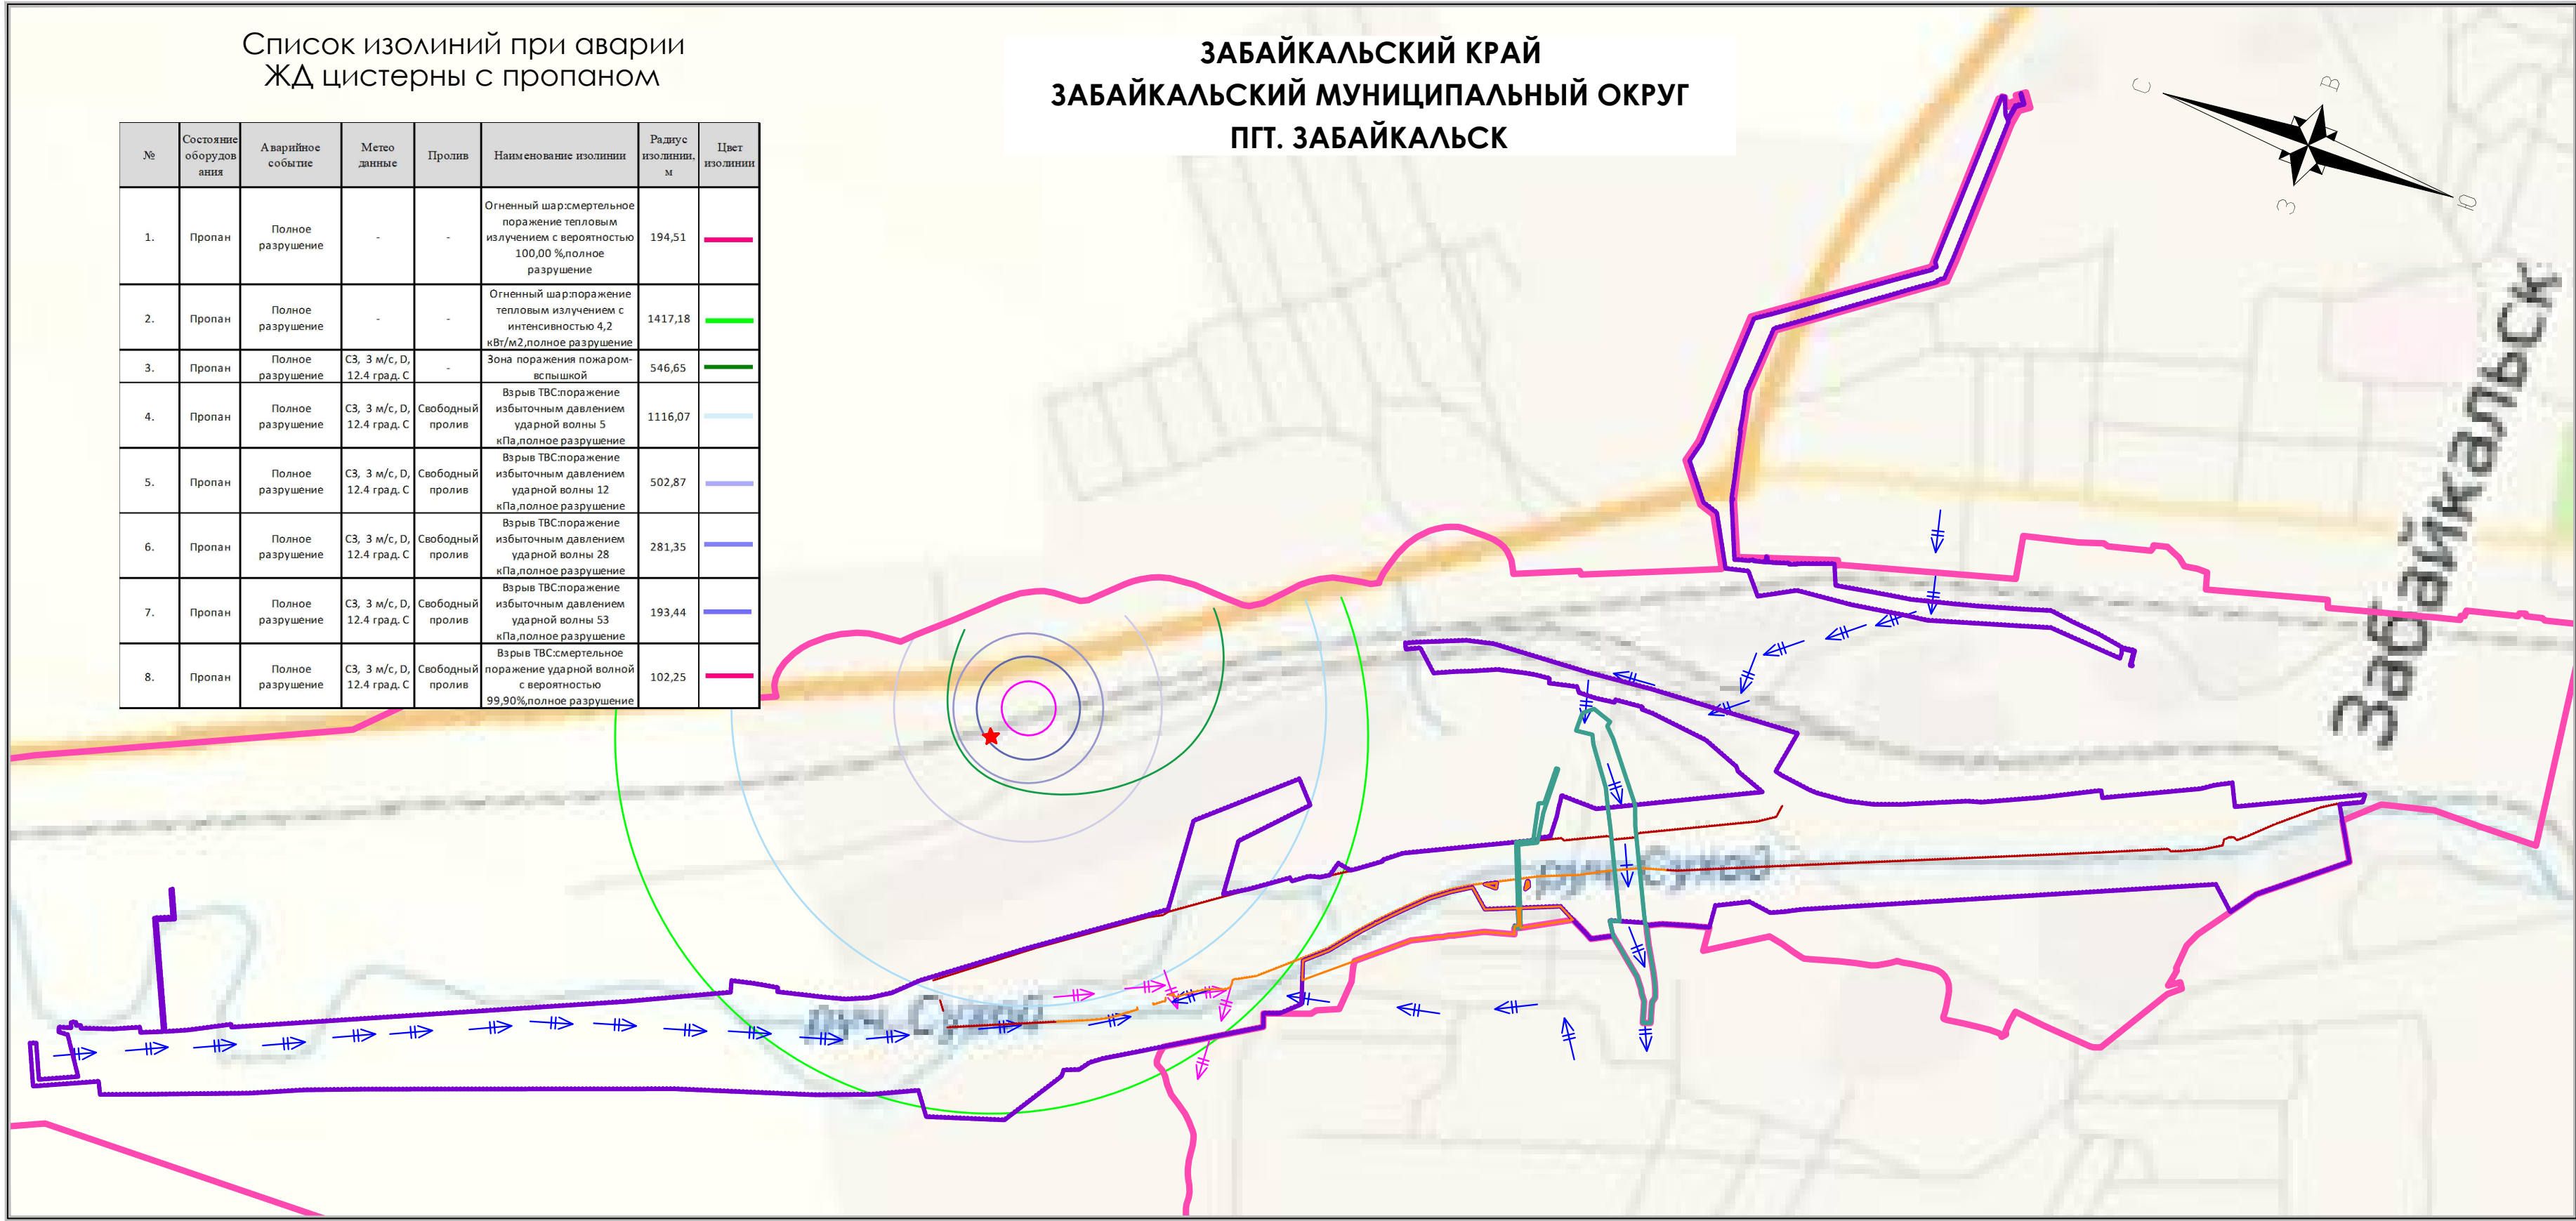 Список изолиний при аварии
ЖД цистерны с пропаном
ЗАБАЙКАЛЬСКИЙ КРАЙ
ЗАБАЙКАЛЬСКИЙ МУНИЦИПАЛЬНЫЙ ОКРУГ
ПГТ. ЗАБАЙКАЛЬСК
№
Состояние
оборудов
ания
Аварийное
событие
Метео
данные
Пролив
Наименование изолинии
Радиус
изолинии,
м
Цвет
изолинии
1.
Пропан
Полное
разрушение
-
-
Огненный шар:смертельное
поражение тепловым
излучением с вероятностью
100,00 %,полное
разрушение
194,51
2.
Пропан
Полное
разрушение
-
-
Огненный шар:поражение
тепловым излучением с
интенсивностью 4,2
кВт/м2,полное разрушение
1417,18
3.
Пропан
Полное
разрушение
СЗ, 3 м/с, D,
12.4 град. С
-
Зона поражения пожаром-
вспышкой
546,65
4.
Пропан
Полное
разрушение
СЗ, 3 м/с, D,
12.4 град. С
Свободный
пролив
Взрыв ТВС:поражение
избыточным давлением
ударной волны 5
кПа,полное разрушение
1116,07
5.
Пропан
Полное
разрушение
СЗ, 3 м/с, D,
12.4 град. С
Свободный
пролив
Взрыв ТВС:поражение
избыточным давлением
ударной волны 12
кПа,полное разрушение
502,87
6.
Пропан
Полное
разрушение
СЗ, 3 м/с, D,
12.4 град. С
Свободный
пролив
Взрыв ТВС:поражение
избыточным давлением
ударной волны 28
кПа,полное разрушение
281,35
7.
Пропан
Полное
разрушение
СЗ, 3 м/с, D,
12.4 град. С
Свободный
пролив
Взрыв ТВС:поражение
избыточным давлением
ударной волны 53
кПа,полное разрушение
193,44
8.
Пропан
Полное
разрушение
СЗ, 3 м/с, D,
12.4 град. С
Свободный
пролив
Взрыв ТВС:смертельное
поражение ударной волной
с вероятностью
99,90%,полное разрушение
102,25
С
В
З
Ю
Забайкальск
руч. Сухой
руч. Сухой